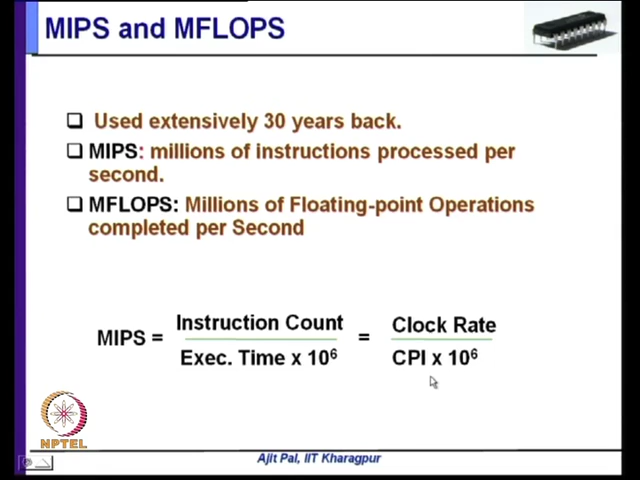 MIPS and MFLOPS
Used extensively 30 years back.
MIPS: millions of instructions processed per
second.
MFLOPS: Millions of Floating-point Operations
completed per Second
MIPS = Instruction Count / Exec. Time x 10⁶ = Clock Rate / CPI x 10⁶
NPTEL
Ajit Pal, IIT Kharagpur